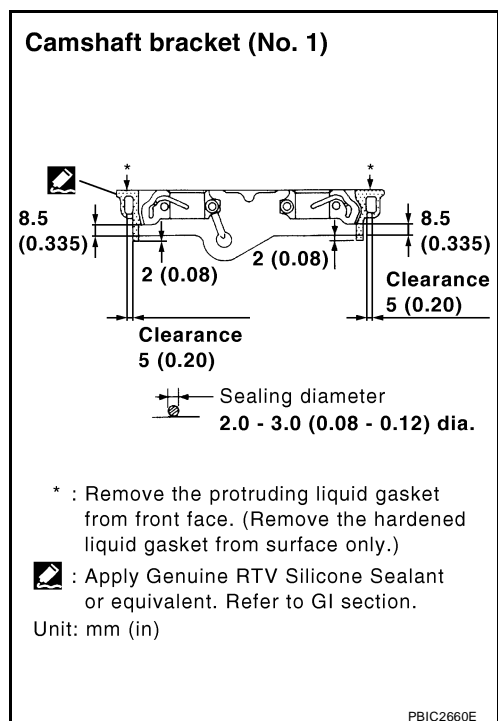 Camshaft bracket (No. 1)
*
*
8.5
(0.335)
2 (0.08)
2 (0.08)
8.5
(0.335)
Clearance
5 (0.20)
Clearance
5 (0.20)
Sealing diameter
2.0 - 3.0 (0.08 - 0.12) dia.
* : Remove the protruding liquid gasket
from front face. (Remove the hardened
liquid gasket from surface only.)
: Apply Genuine RTV Silicone Sealant
or equivalent. Refer to GI section.
Unit: mm (in)
PBIC2660E